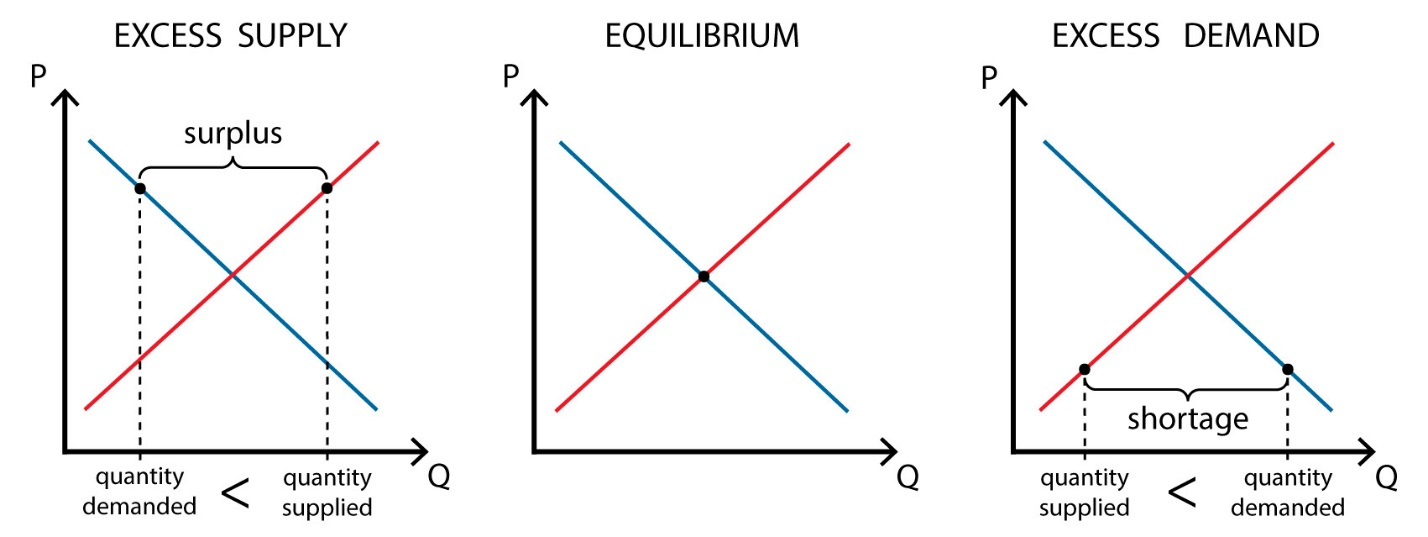 EXCESS SUPPLY
P
surplus
quantity
demanded
<
quantity
supplied
Q
EQUILIBRIUM
P
Q
EXCESS DEMAND
P
shortage
quantity
supplied
<
quantity
demanded
Q